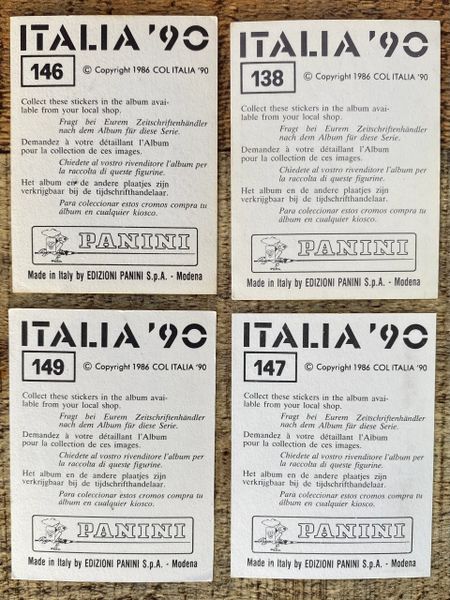 ITALIA '90
146 © Copyright 1986 COL ITALIA '90
Collect these stickers in the album avai-
lable from your local shop.
Fragt bei Eurem Zeitschriftenhändler
nach dem Album für diese Serie.
Demandez à votre détaillant l'Album
pour la collection de ces images.
Chiedete al vostro rivenditore l'album per
la raccolta di queste figurine.
Het album en de andere plaatjes zijn
verkrijgbaar bij de tijdschrifthandelaar.
Para coleccionar estos cromos compra tu
álbum en cualquier kiosco.
PANINI
Made in Italy by EDIZIONI PANINI S.p.A. - Modena
ITALIA '90
138 © Copyright 1986 COL ITALIA '90
Collect these stickers in the album avai-
lable from your local shop.
Fragt bei Eurem Zeitschriftenhändler
nach dem Album für diese Serie.
Demandez à votre détaillant l'Album
pour la collection de ces images.
Chiedete al vostro rivenditore l'album per
la raccolta di queste figurine.
Het album en de andere plaatjes zijn
verkrijgbaar bij de tijdschrifthandelaar.
Para coleccionar estos cromos compra tu
álbum en cualquier kiosco.
PANINI
Made in Italy by EDIZIONI PANINI S.p.A. - Modena
ITALIA '90
149 © Copyright 1986 COL ITALIA '90
Collect these stickers in the album avai-
lable from your local shop.
Fragt bei Eurem Zeitschriftenhändler
nach dem Album für diese Serie.
Demandez à votre détaillant l'Album
pour la collection de ces images.
Chiedete al vostro rivenditore l'album per
la raccolta di queste figurine.
Het album en de andere plaatjes zijn
verkrijgbaar bij de tijdschrifthandelaar.
Para coleccionar estos cromos compra tu
álbum en cualquier kiosco.
PANINI
Made in Italy by EDIZIONI PANINI S.p.A. - Modena
ITALIA '90
147 © Copyright 1986 COL ITALIA '90
Collect these stickers in the album avai-
lable from your local shop.
Fragt bei Eurem Zeitschriftenhändler
nach dem Album für diese Serie.
Demandez à votre détaillant l'Album
pour la collection de ces images.
Chiedete al vostro rivenditore l'album per
la raccolta di queste figurine.
Het album en de andere plaatjes zijn
verkrijgbaar bij de tijdschrifthandelaar.
Para coleccionar estos cromos compra tu
álbum en cualquier kiosco.
PANINI
Made in Italy by EDIZIONI PANINI S.p.A. - Modena